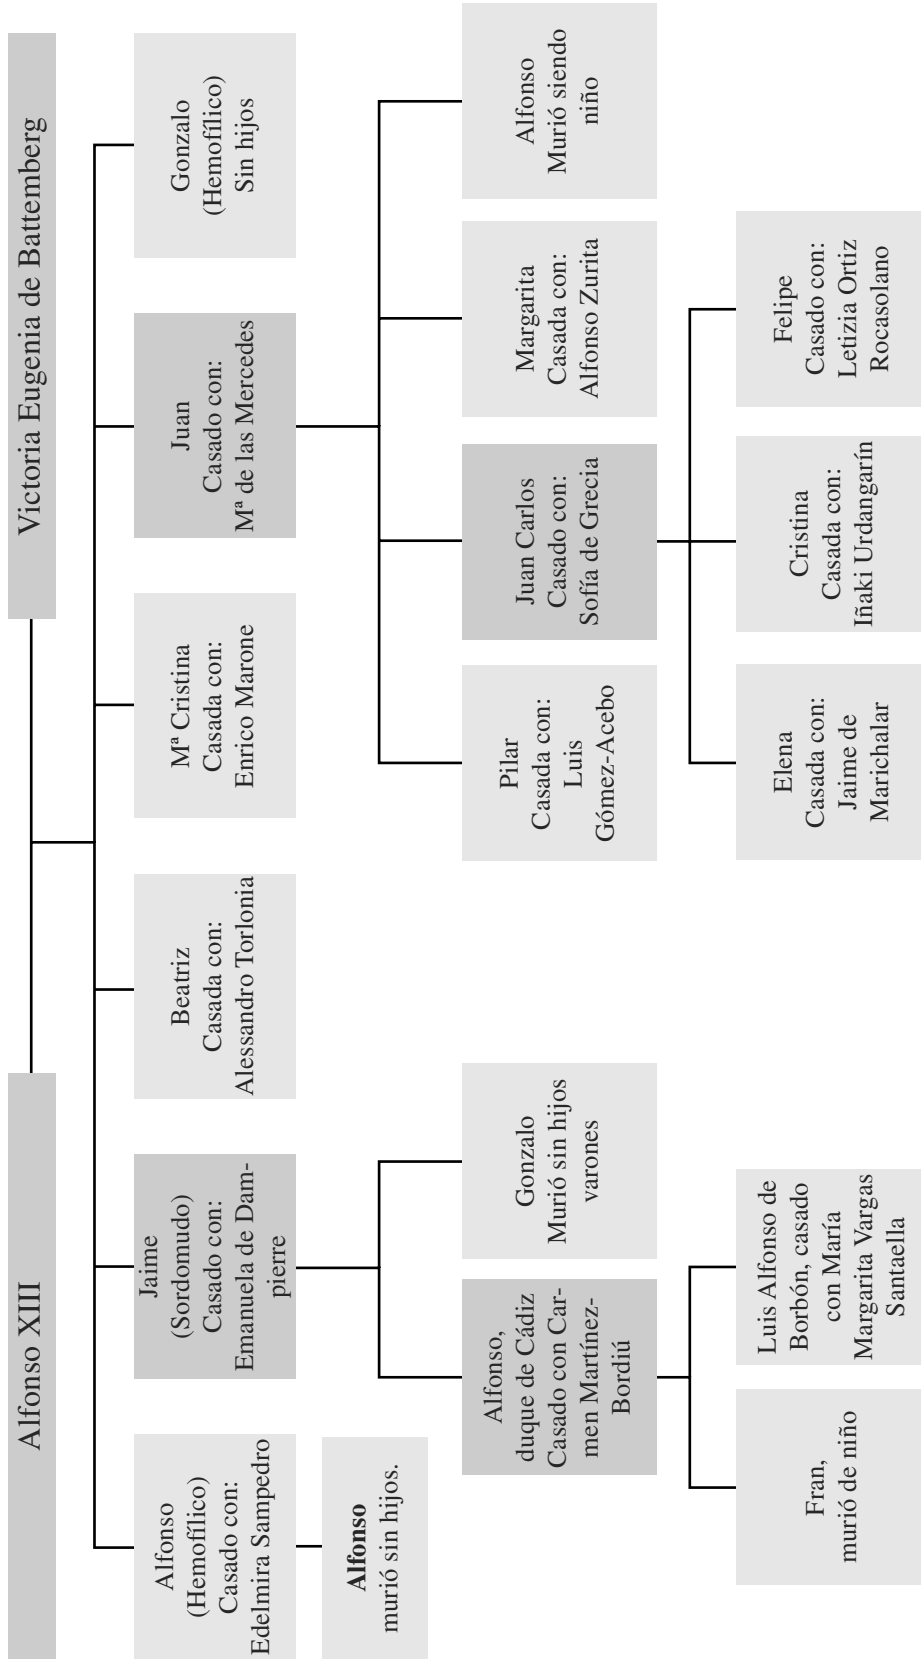 Alfonso XIII
Victoria Eugenia de Battemberg
Alfonso
(Hemofílico)
Casado con:
Edelmira Sampedro
Jaime
(Sordomudo)
Casado con:
Emanuela de Dam-
pierre
Beatriz
Casada con:
Alessandro Torlonia
Mª Cristina
Casada con:
Enrico Marone
Juan
Casado con:
Mª de las Mercedes
Gonzalo
(Hemofílico)
Sin hijos
Alfonso
murió sin hijos.
Alfonso,
duque de Cádiz
Casado con Car-
men Martínez-
Bordiú
Gonzalo
Murió sin hijos
varones
Pilar
Casada con:
Luis
Gómez-Acebo
Juan Carlos
Casado con:
Sofía de Grecia
Margarita
Casada con:
Alfonso Zurita
Alfonso
Murió siendo
niño
Fran,
murió de niño
Luis Alfonso de
Borbón, casado
con María
Margarita Vargas
Santaella
Elena
Casada con:
Jaime de
Marichalar
Cristina
Casada con:
Iñaki Urdangarín
Felipe
Casado con:
Letizia Ortiz
Rocasolano